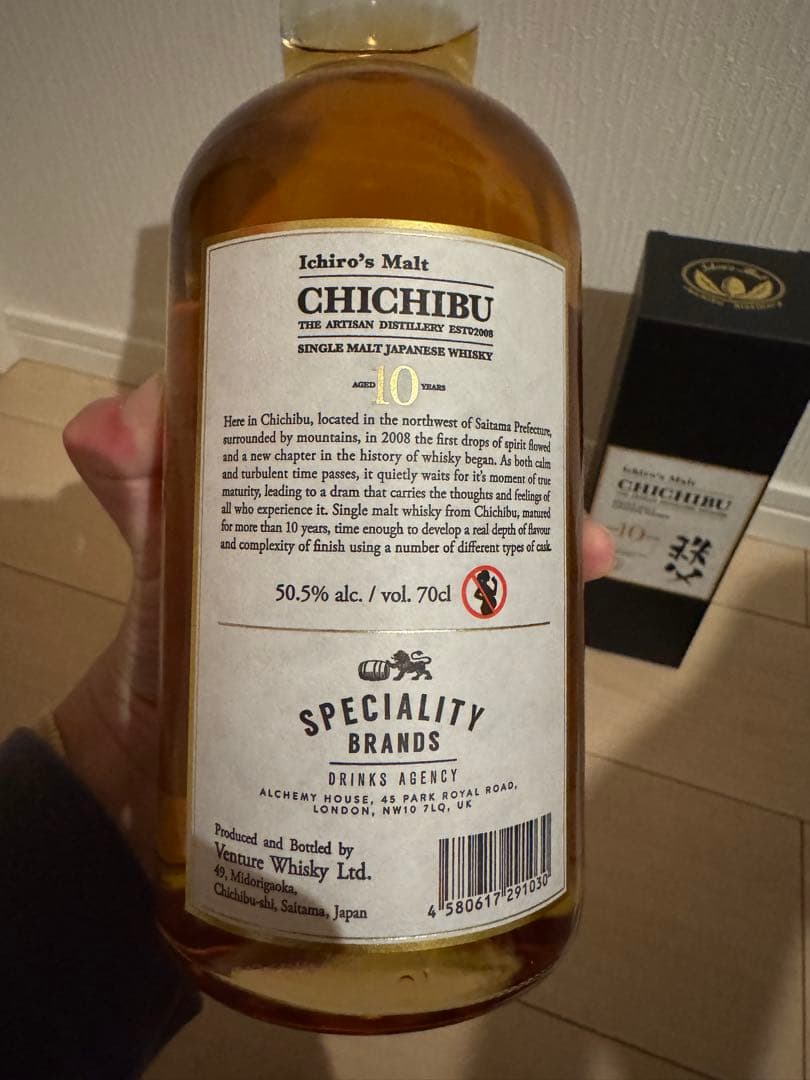 Ichiro's Malt
CHICHIBU
THE ARTISAN DISTILLERY ESTD2008
SINGLE MALT JAPANESE WHISKY
AGED 10 YEARS
Here in Chichibu, located in the northwest of Saitama Prefecture,
surrounded by mountains, in 2008 the first drops of spirit flowed
and a new chapter in the history of whisky began. As both calm
and turbulent time passes, it quietly waits for it's moment of true
maturity, leading to a dram that carries the thoughts and feelings of
all who experience it. Single malt whisky from Chichibu, matured
for more than 10 years, time enough to develop a real depth of flavour
and complexity of finish using a number of different types of cask.
50.5% alc. / vol. 70cl
SPECIALITY
BRANDS
DRINKS AGENCY
ALCHEMY HOUSE, 45 PARK ROYAL ROAD,
LONDON, NW10 7LQ, UK
Produced and Bottled by
Venture Whisky Ltd.
49, Midorigaoka,
Chichibu-shi, Saitama, Japan
4 580617 291030
Ichiro's Malt
CHICHIBU
10
秩父